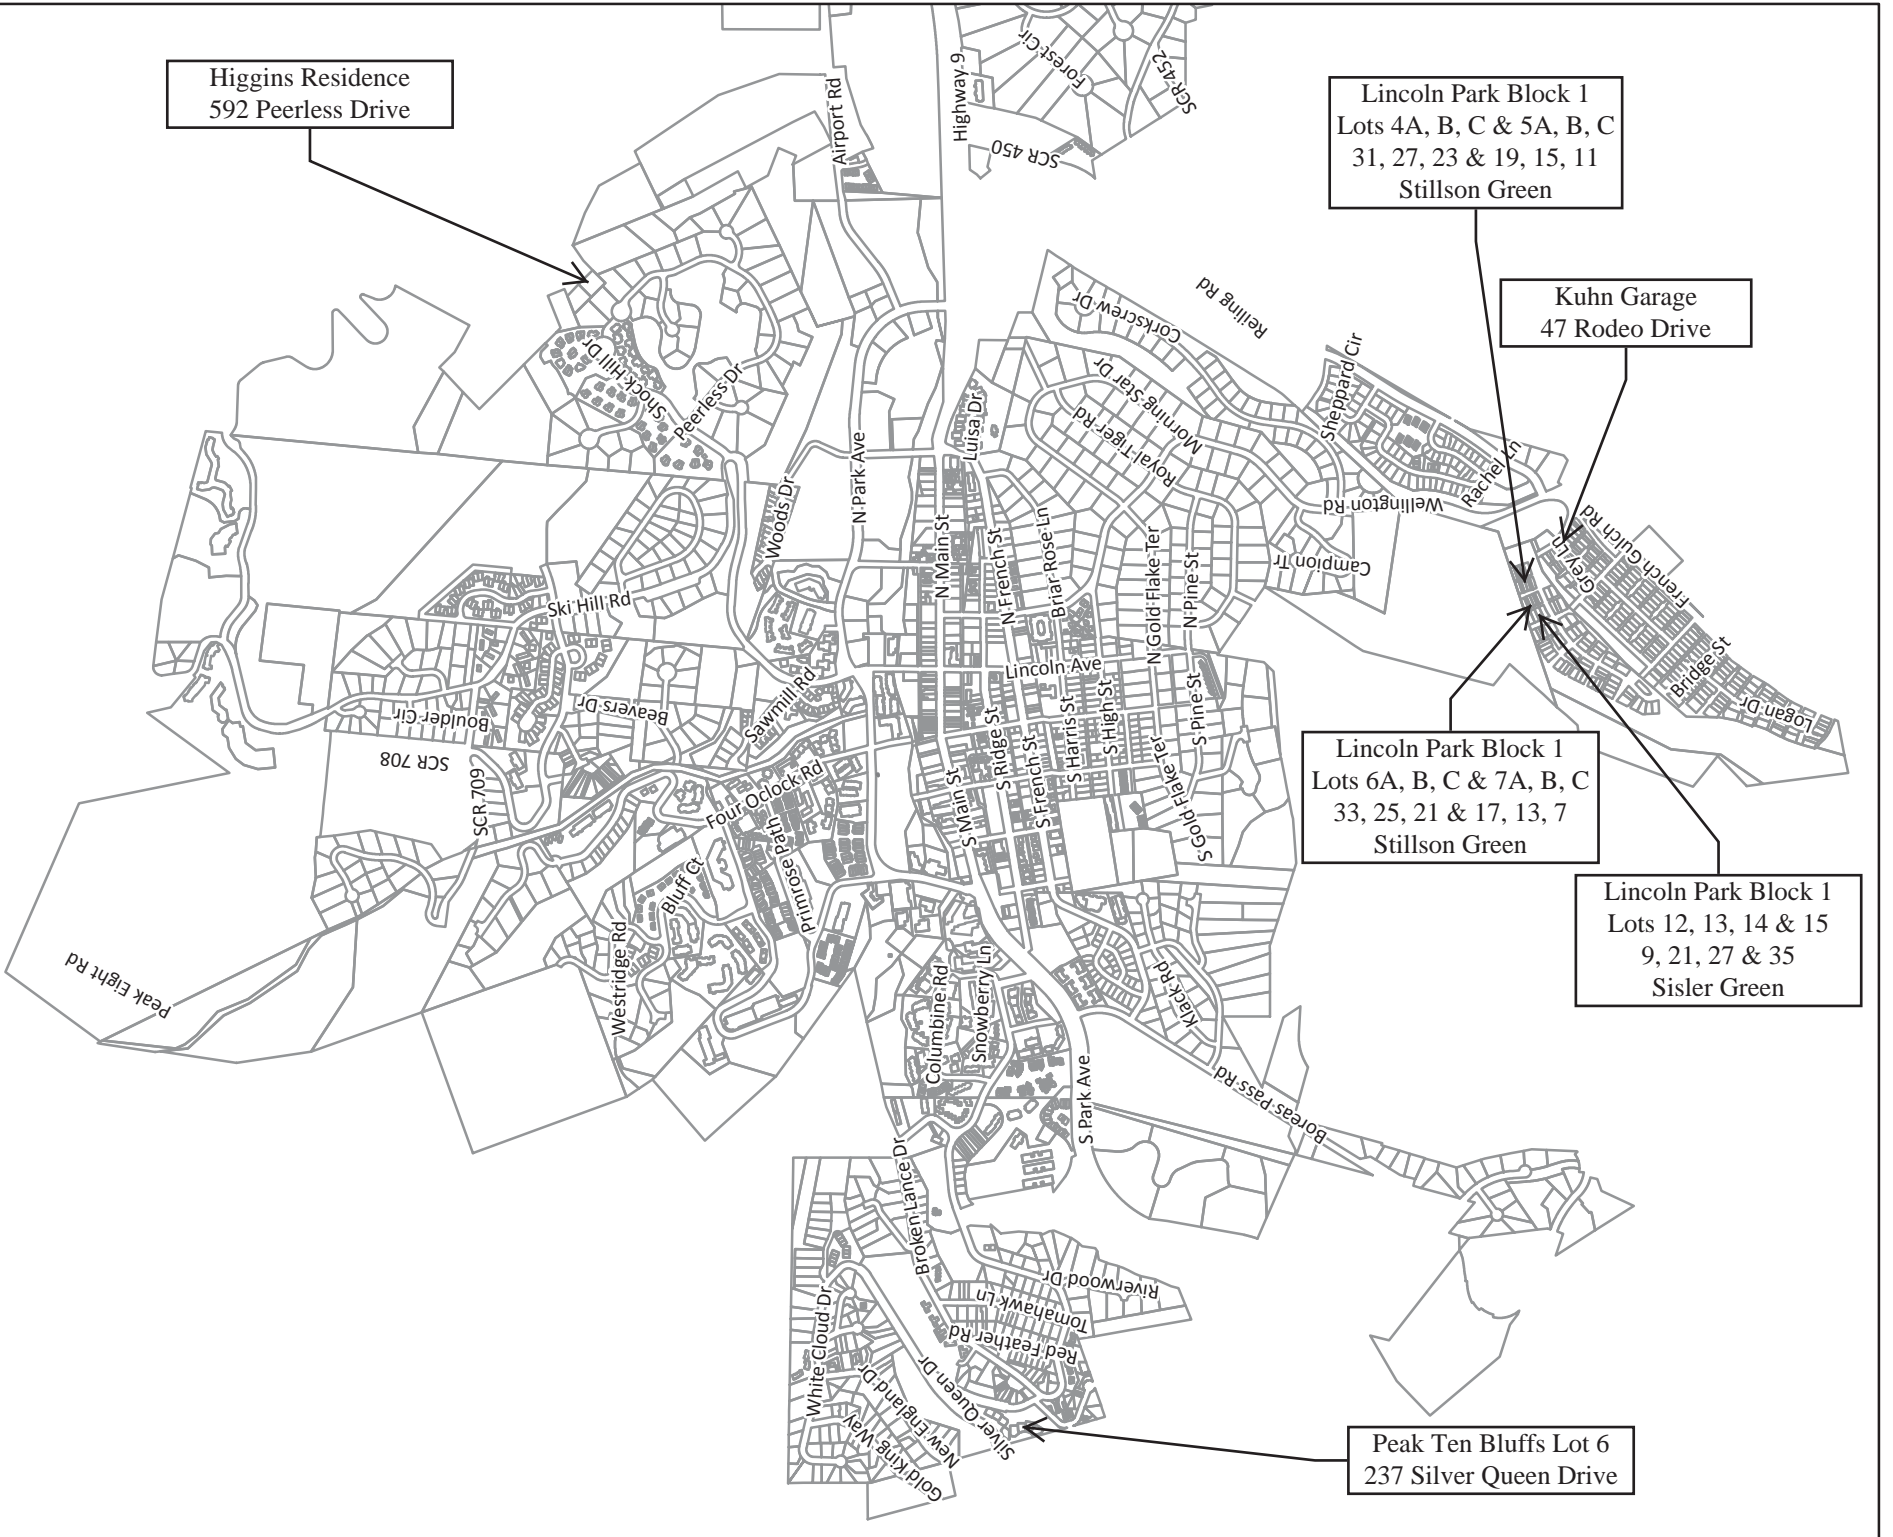 Higgins Residence
592 Peerless Drive
Lincoln Park Block 1
Lots 4A, B, C & 5A, B, C
31, 27, 23 & 19, 15, 11
Stillson Green
Kuhn Garage
47 Rodeo Drive
Lincoln Park Block 1
Lots 6A, B, C & 7A, B, C
33, 25, 21 & 17, 13, 7
Stillson Green
Lincoln Park Block 1
Lots 12, 13, 14 & 15
9, 21, 27 & 35
Sisler Green
Peak Ten Bluffs Lot 6
237 Silver Queen Drive
Airport Rd
Highway 9
Forest Cir
SCR 452
SCR 450
Reiling Rd
Corkscrew Dr
Sheppard Cir
Morning Star Dr
Royal Tiger Rd
Luisa Dr
Shock Hill Dr
Peerless Dr
N Park Ave
Woods Dr
Rachel Ln
Wellington Rd
Campion Tr
Grey Ln
French Gulch Rd
Bridge St
Logan Dr
N Main St
N French St
Briar Rose Ln
N Gold Flake Ter
N Pine St
Ski Hill Rd
Lincoln Ave
Boulder Cir
Beavers Dr
Sawmill Rd
SCR 708
SCR 709
Four Oclock Rd
S Main St
S Ridge St
S French St
S Harris St
S High St
S Pine St
S Gold Flake Ter
Primrose Path
Bluff Ct
Westridge Rd
Peak Eight Rd
Columbine Rd
Snowberry Ln
Klack Rd
S Park Ave
Boreas Pass Rd
Broken Lance Dr
Riverwood Dr
Tomahawk Ln
Red Feather Rd
White Cloud Dr
Silver Queen Dr
New England Dr
Gold King Way